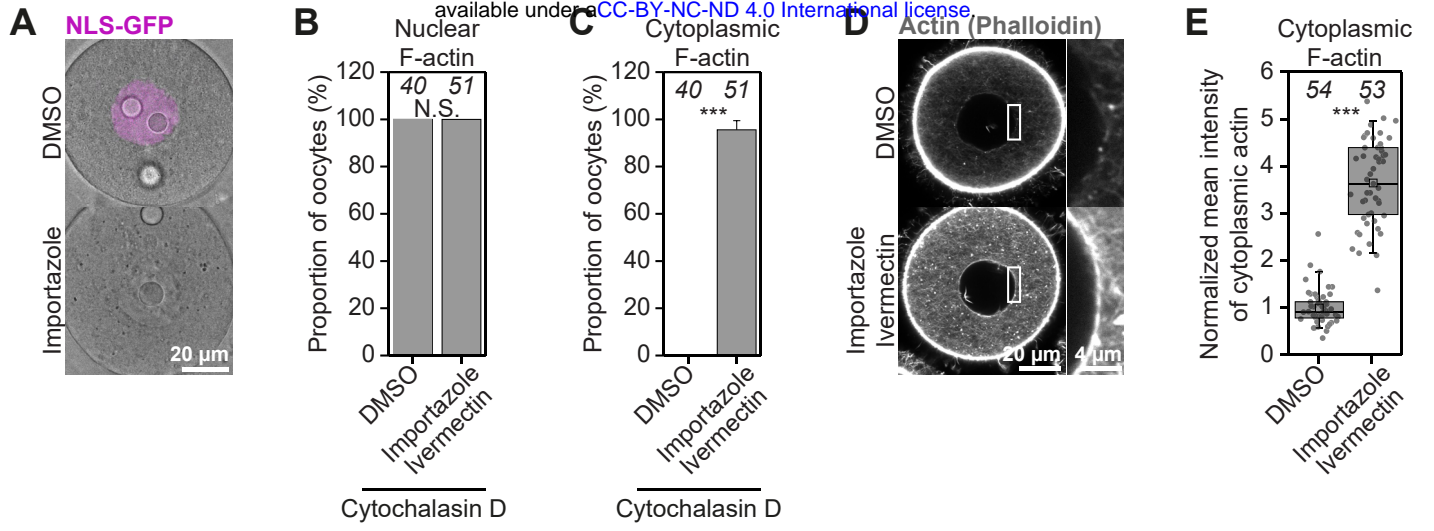 available under aCC-BY-NC-ND 4.0 International license.
A
NLS-GFP
DMSO
Importazole
20 µm
B
Nuclear
F-actin
Proportion of oocytes (%)
120
100
80
60
40
20
0
40 51
N.S.
DMSO
Importazole
Ivermectin
Cytochalasin D
C
Cytoplasmic
F-actin
Proportion of oocytes (%)
120
100
80
60
40
20
0
40 51
***
DMSO
Importazole
Ivermectin
Cytochalasin D
D
Actin (Phalloidin)
DMSO
Importazole
Ivermectin
20 µm
4 µm
E
Cytoplasmic
F-actin
Normalized mean intensity
of cytoplasmic actin
6
5
4
3
2
1
0
54 53
***
DMSO
Importazole
Ivermectin